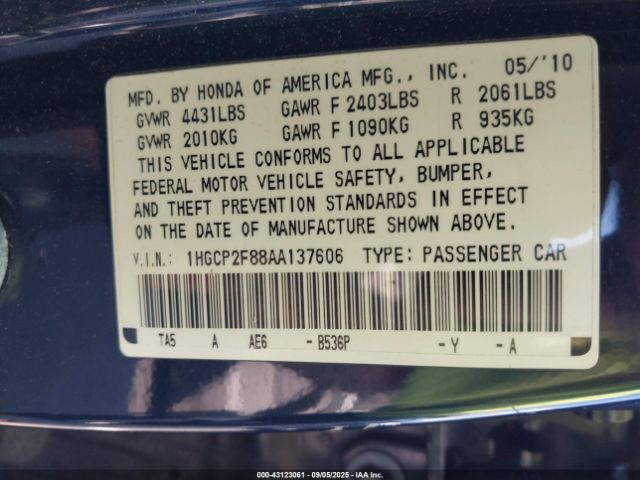 MFD. BY HONDA OF AMERICA MFG., INC. 05/'10
GVWR 4431LBS GAWR F 2403LBS R 2061LBS
GVWR 2010KG GAWR F 1090KG R 935KG
THIS VEHICLE CONFORMS TO ALL APPLICABLE
FEDERAL MOTOR VEHICLE SAFETY, BUMPER,
AND THEFT PREVENTION STANDARDS IN EFFECT
ON THE DATE OF MANUFACTURE SHOWN ABOVE.
V.I.N.: 1HGCP2F88AA137606 TYPE: PASSENGER CAR
TA5 A AE6 - B536P - Y - A
000-43123061 - 09/05/2025 - IAAI.COM